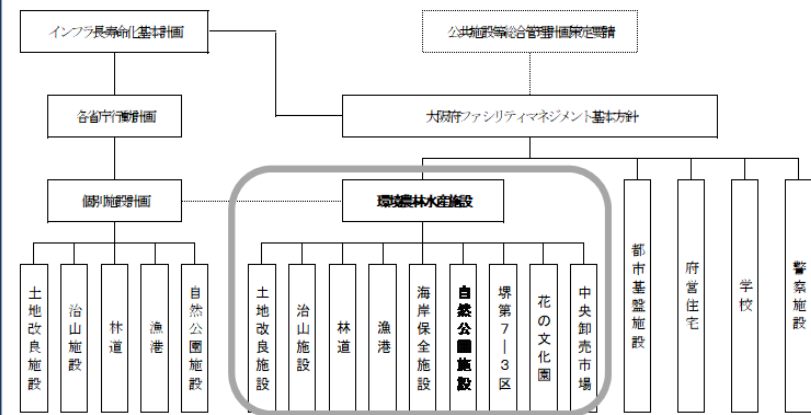 インフラ長寿命化基本計画
公共施設等総合管理計画策定要請
各省庁行動計画
大阪府ファシリティマネジメント基本方針
個別施設計画
環境農林水産施設
土地改良施設
治山施設
林道
漁港
自然公園施設
土地改良施設
治山施設
林道
漁港
海岸保全施設
自然公園施設
堺第7|3区
花の文化園
中央卸売市場
都市基盤施設
府営住宅
学校
警察施設